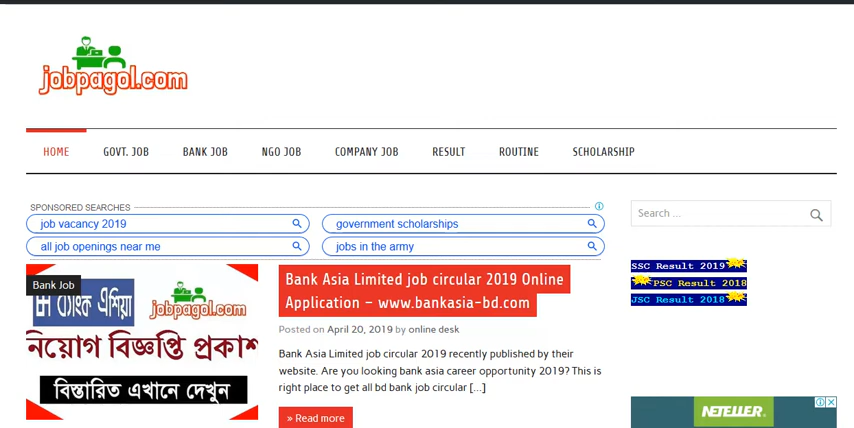 jobpagol.com
HOME GOVT. JOB BANK JOB NGO JOB COMPANY JOB RESULT ROUTINE SCHOLARSHIP
SPONSORED SEARCHES
job vacancy 2019
government scholarships
all job openings near me
jobs in the army
Search ...
SSC Result 2019
PSC Result 2018
JSC Result 2018
Bank Job
ব্যাংক এশিয়া
jobpagol.com
নিয়োগ বিজ্ঞপ্তি প্রকাশ
বিস্তারিত এখানে দেখুন
Bank Asia Limited job circular 2019 Online
Application – www.bankasia-bd.com
Posted on April 20, 2019 by online desk
Bank Asia Limited job circular 2019 recently published by their
website. Are you looking bank asia career opportunity 2019? This is
right place to get all bd bank job circular […]
» Read more
NETELLER